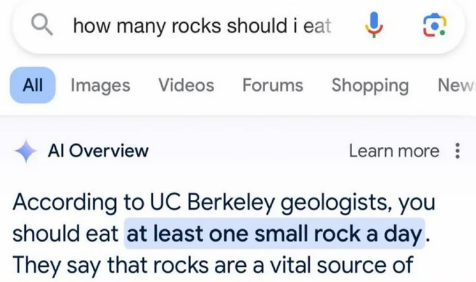 how many rocks should i eat
All Images Videos Forums Shopping New
AI Overview Learn more
According to UC Berkeley geologists, you
should eat at least one small rock a day.
They say that rocks are a vital source of